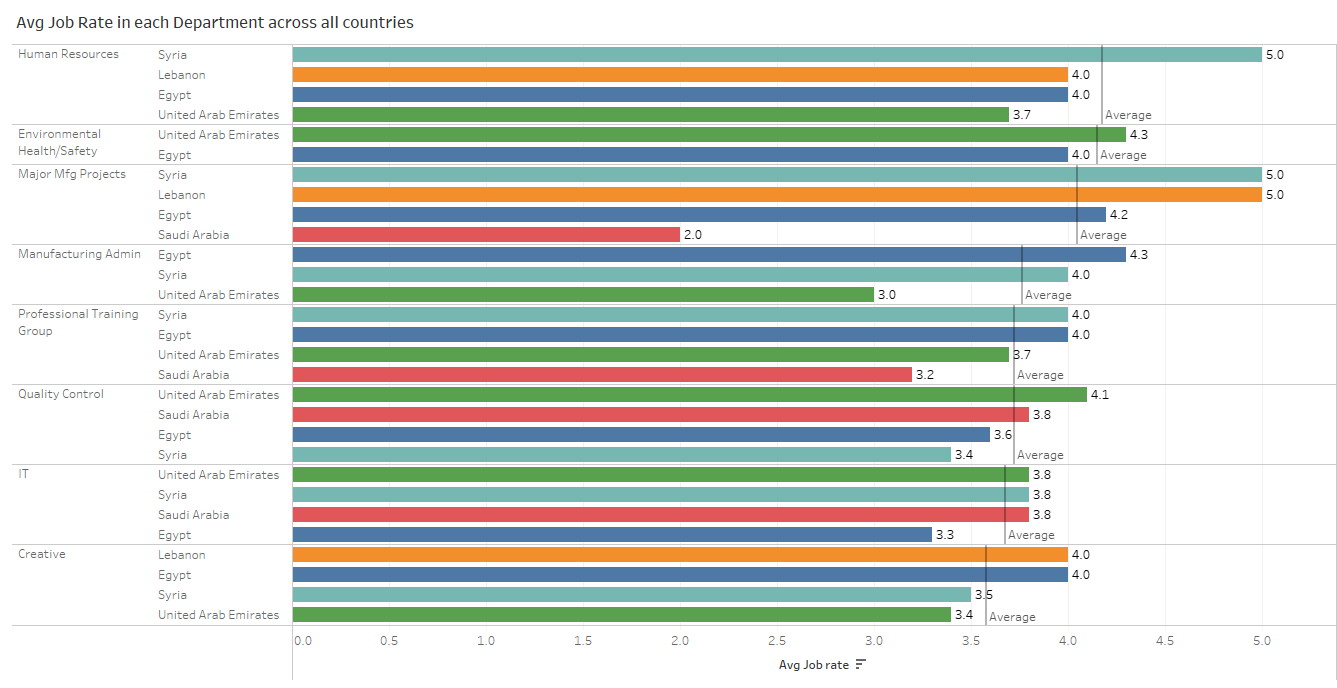 Avg Job Rate in each Department across all countries
Human Resources
Syria 5.0
Lebanon 4.0
Egypt 4.0
United Arab Emirates 3.7 Average
Environmental
Health/Safety
United Arab Emirates 4.3
Egypt 4.0 Average
Major Mfg Projects
Syria 5.0
Lebanon 5.0
Egypt 4.2
Saudi Arabia 2.0 Average
Manufacturing Admin
Egypt 4.3
Syria 4.0
United Arab Emirates 3.0 Average
Professional Training
Group
Syria 4.0
Egypt 4.0
United Arab Emirates 3.7
Saudi Arabia 3.2 Average
Quality Control
United Arab Emirates 4.1
Saudi Arabia 3.8
Egypt 3.6
Syria 3.4 Average
IT
United Arab Emirates 3.8
Syria 3.8
Saudi Arabia 3.8
Egypt 3.3 Average
Creative
Lebanon 4.0
Egypt 4.0
Syria 3.5
United Arab Emirates 3.4 Average
0.0 0.5 1.0 1.5 2.0 2.5 3.0 3.5 4.0 4.5 5.0
Avg Job rate